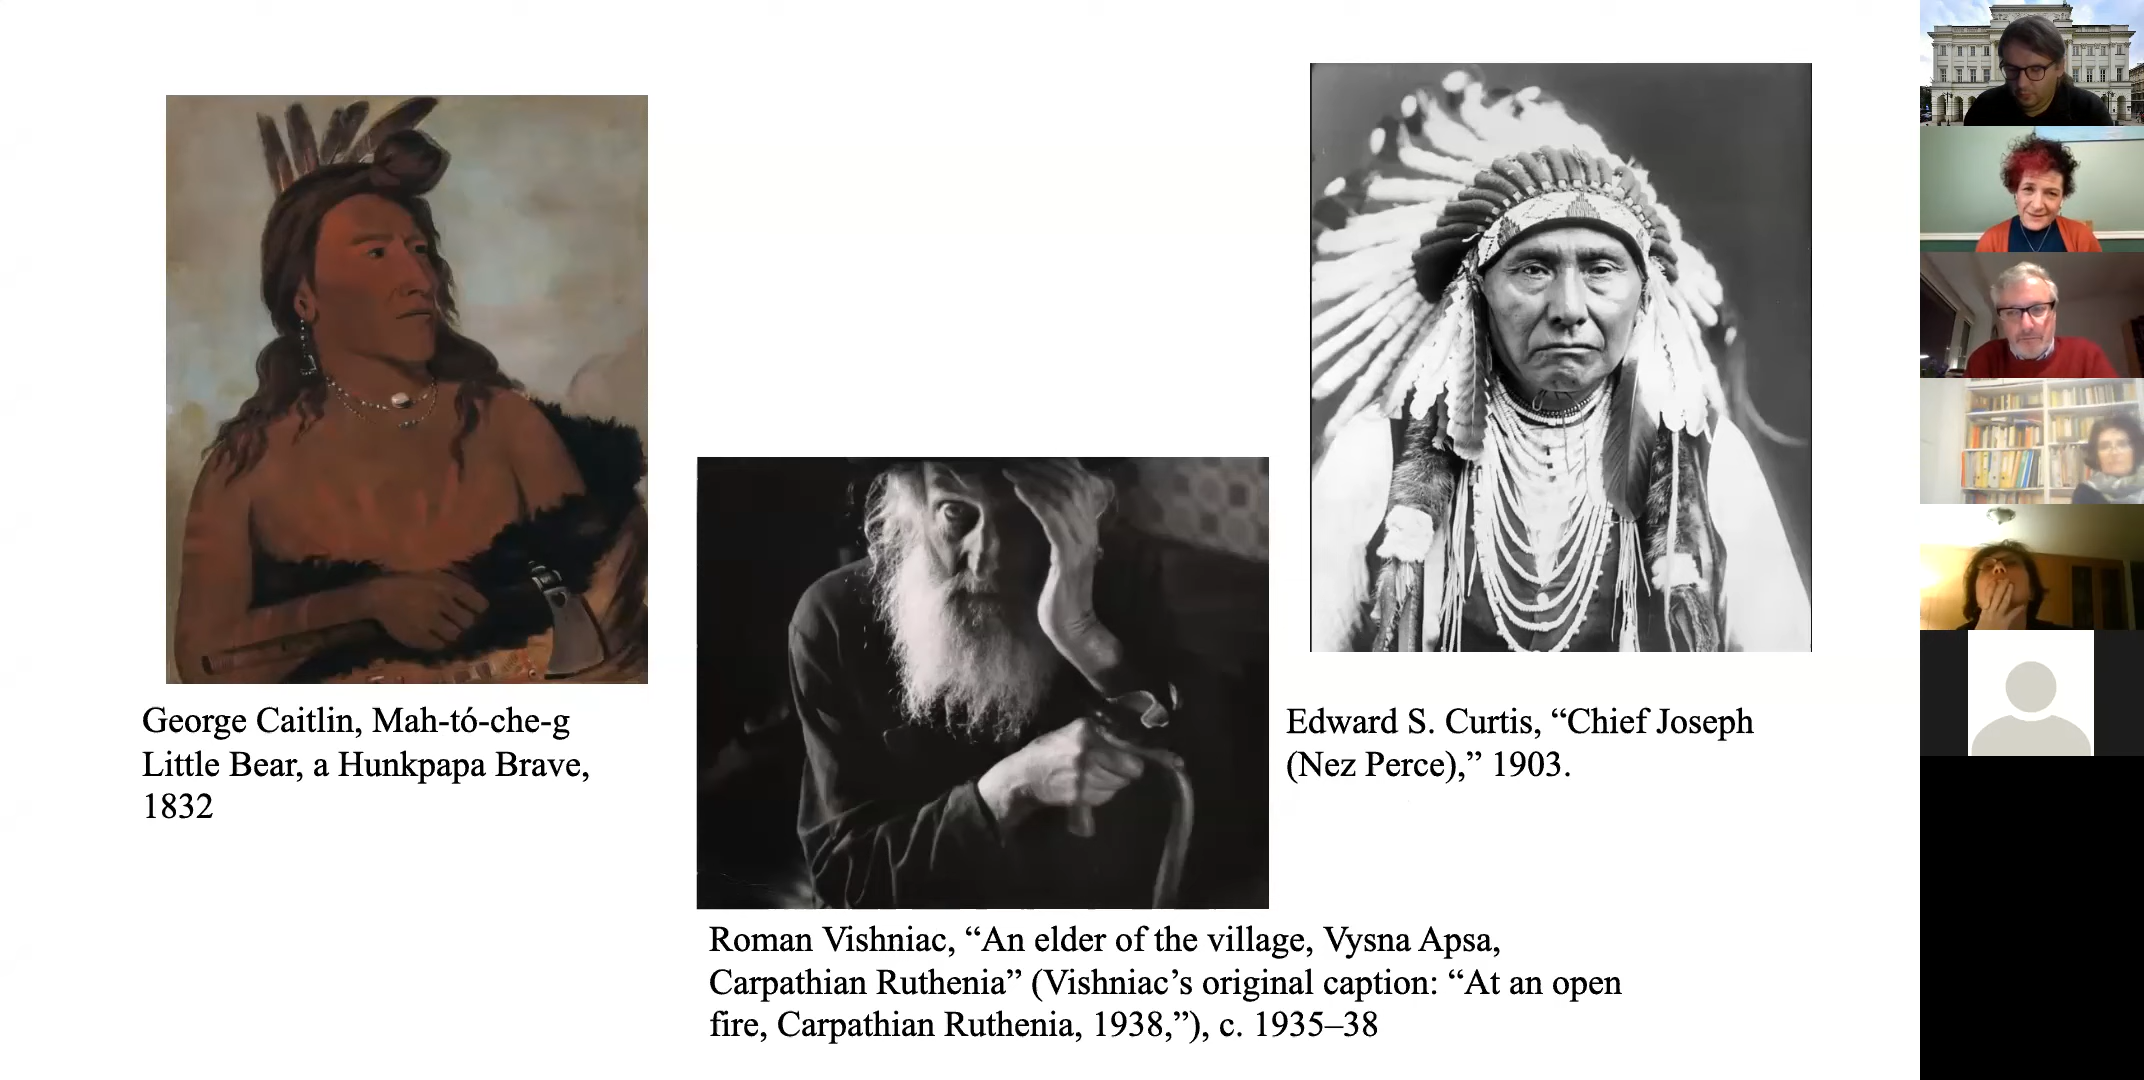 George Caitlin, Mah-tó-che-g
Little Bear, a Hunkpapa Brave,
1832
Roman Vishniac, “An elder of the village, Vysna Apsa,
Carpathian Ruthenia” (Vishniac’s original caption: “At an open
fire, Carpathian Ruthenia, 1938,”), c. 1935–38
Edward S. Curtis, “Chief Joseph
(Nez Perce),” 1903.